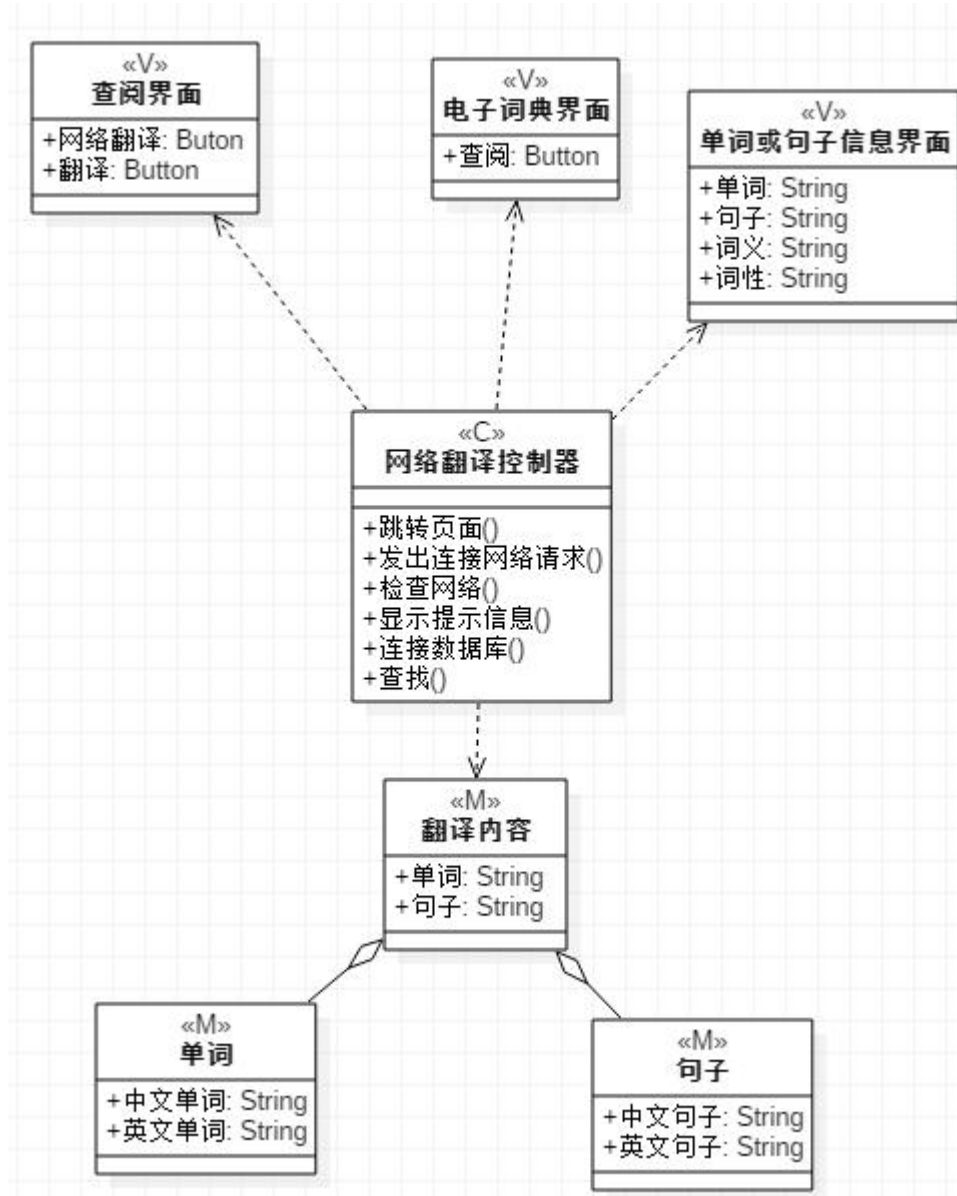 «V»
查阅界面
+网络翻译: Buton
+翻译: Button
«V»
电子词典界面
+查阅: Button
«V»
单词或句子信息界面
+单词: String
+句子: String
+词义: String
+词性: String
«C»
网络翻译控制器
+跳转页面()
+发出连接网络请求()
+检查网络()
+显示提示信息()
+连接数据库()
+查找()
«M»
翻译内容
+单词: String
+句子: String
«M»
单词
+中文单词: String
+英文单词: String
«M»
句子
+中文句子: String
+英文句子: String